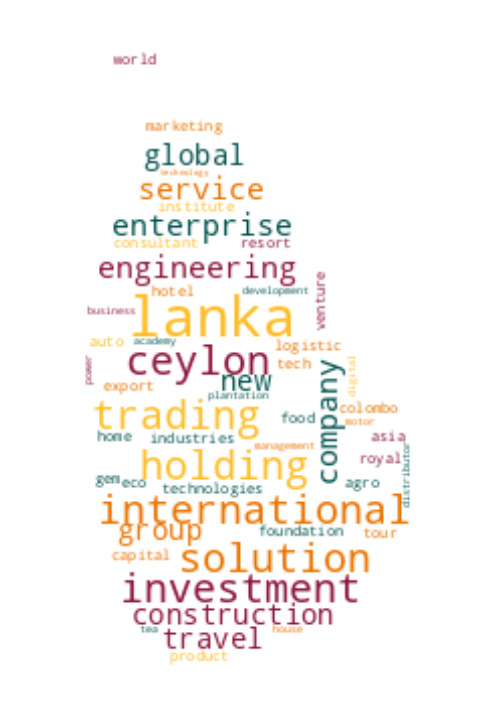 world
marketing
global
technology
service
institute
enterprise
consultant resort
engineering
hotel development
venture
business
lanka
auto academy logistic
ceylon tech
power
new
digital
export
plantation
company
trading
food colombo
motor
home industries asia
management
holding royal
distributor
gem eco technologies agro
international
group foundation tour
capital solution
investment
construction
tea travel house
product